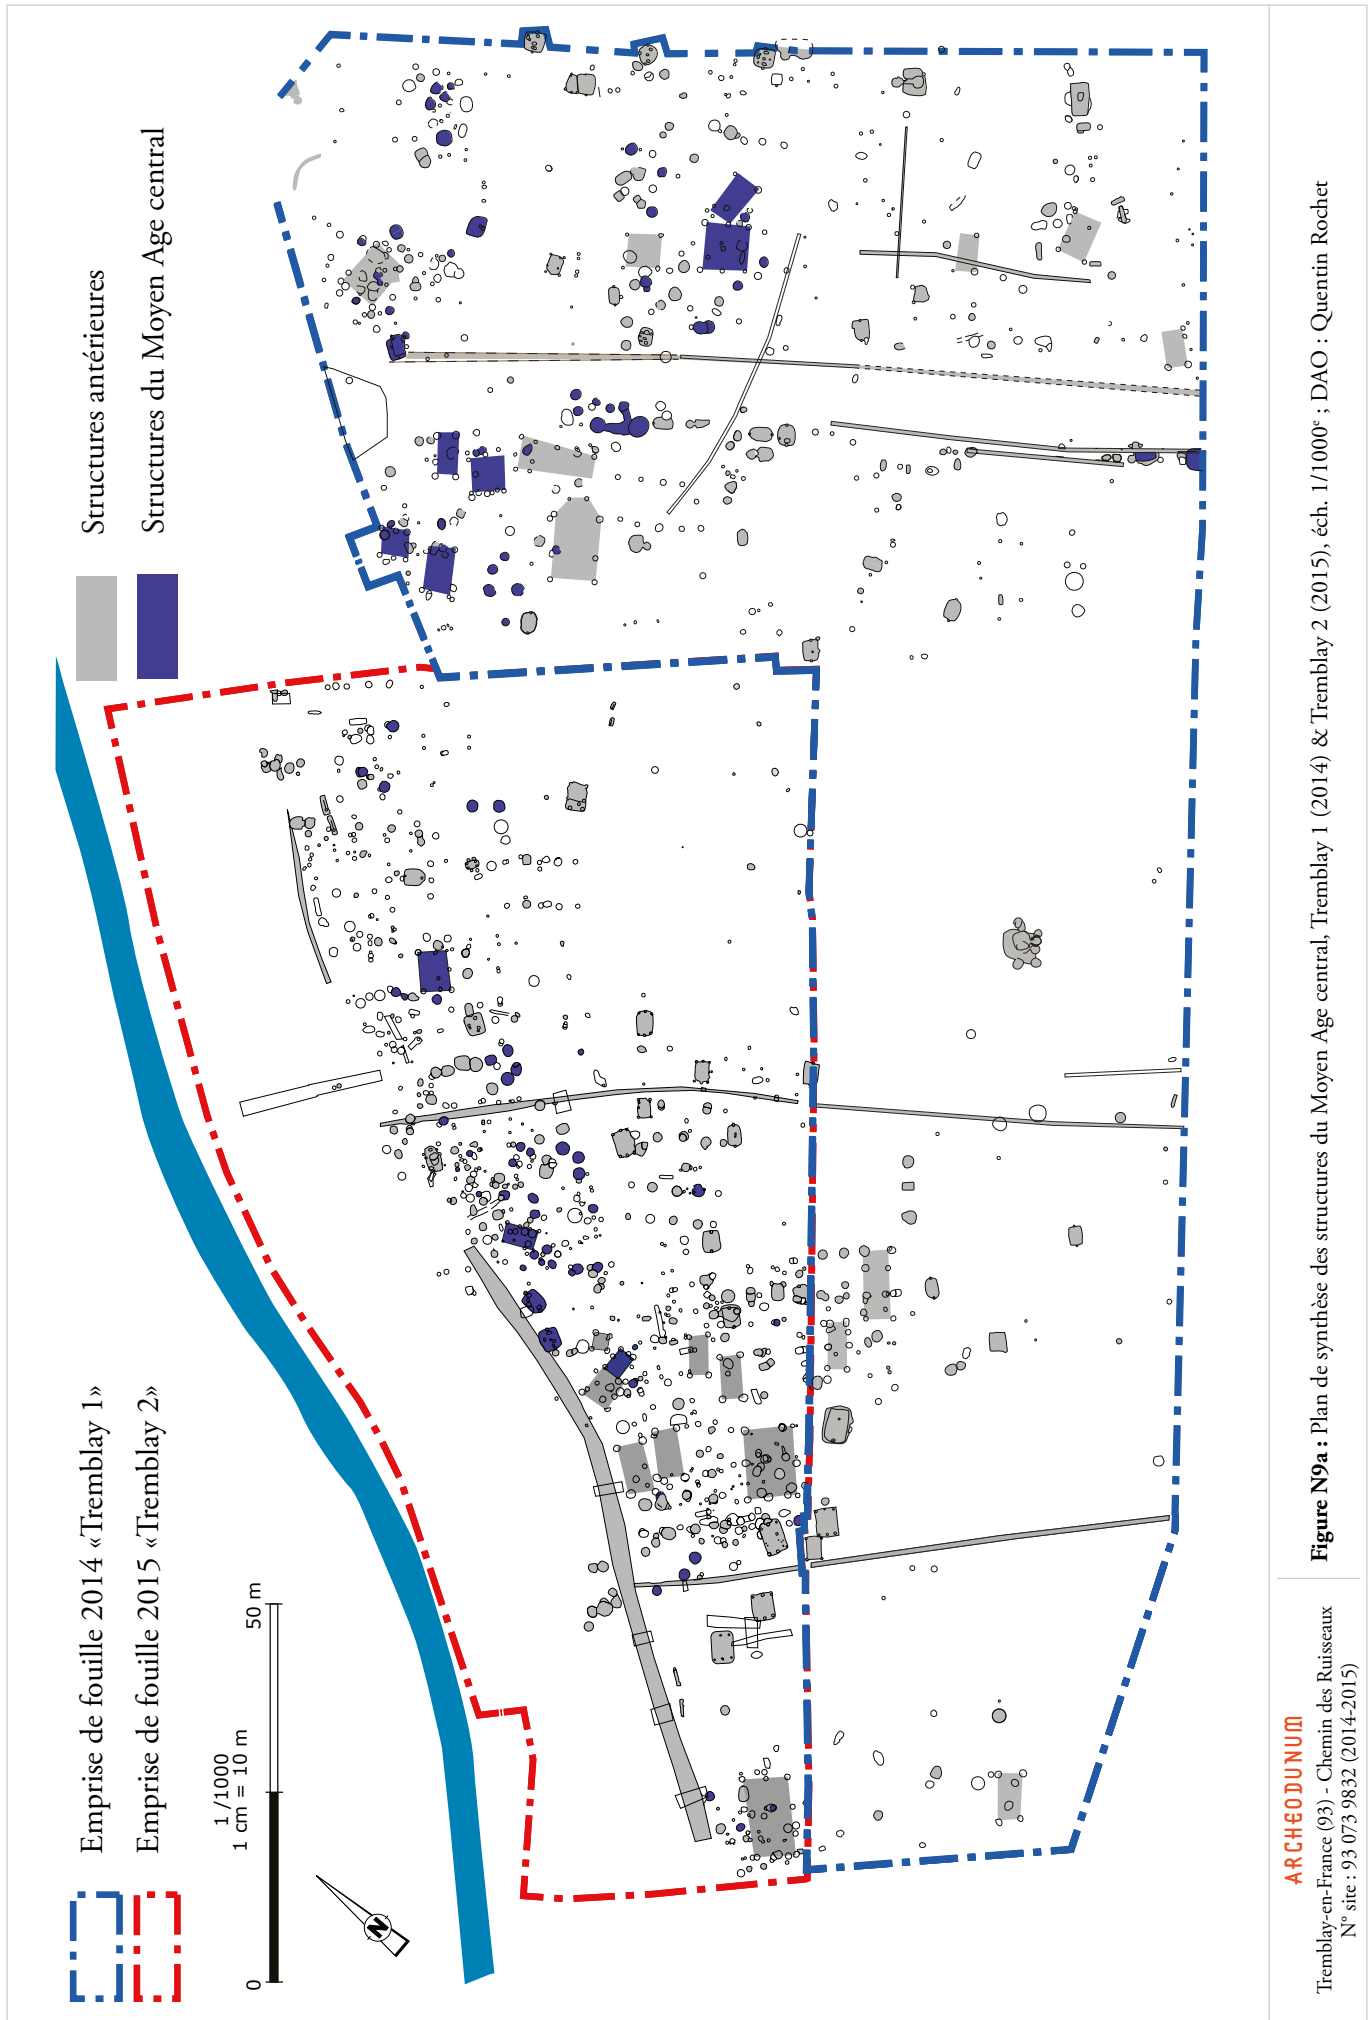 Emprise de fouille 2014 «Tremblay 1»
Emprise de fouille 2015 «Tremblay 2»
Structures antérieures
Structures du Moyen Age central
1 /1000
1 cm = 10 m
0
50 m
N
ARCHEODUNUM
Tremblay-en-France (93) - Chemin des Ruisseaux
N° site : 93 073 9832 (2014-2015)
Figure N9a : Plan de synthèse des structures du Moyen Age central, Tremblay 1 (2014) & Tremblay 2 (2015), éch. 1/1000ᵉ ; DAO : Quentin Rochet